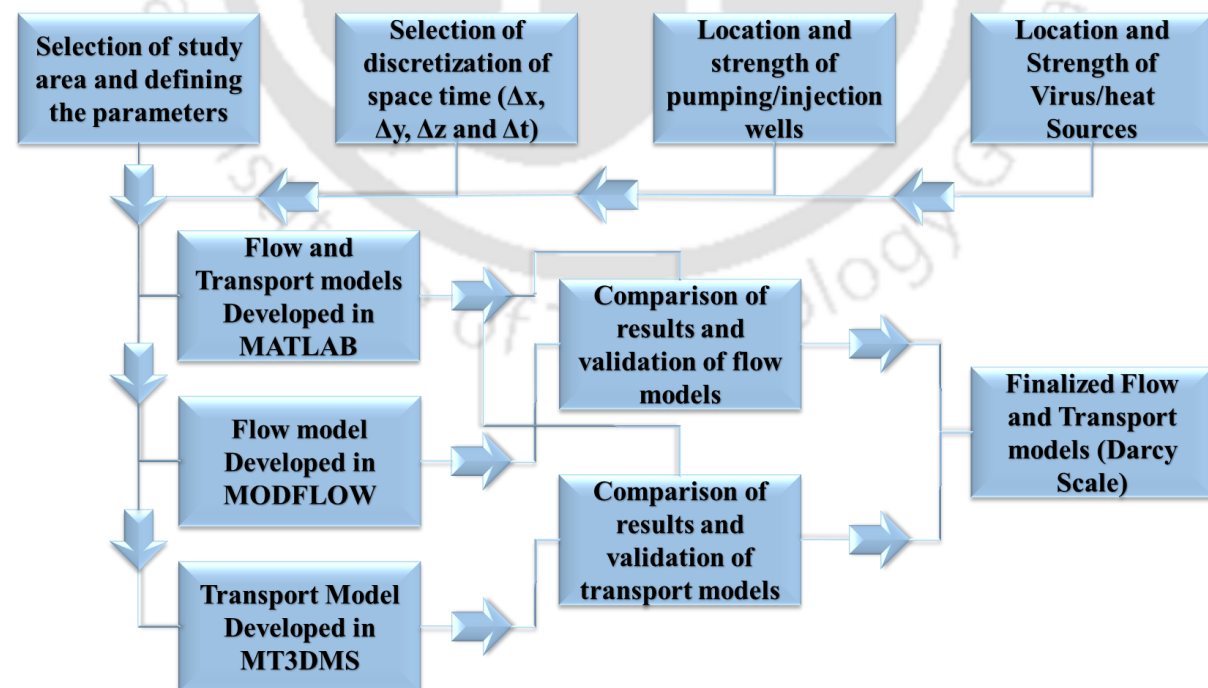 Selection of study
area and defining
the parameters
Selection of
discretization of
space time (Δx,
Δy, Δz and Δt)
Location and
strength of
pumping/injection
wells
Location and
Strength of
Virus/heat
Sources
Flow and
Transport models
Developed in
MATLAB
Comparison of
results and
validation of flow
models
Flow model
Developed in
MODFLOW
Finalized Flow
and Transport
models (Darcy
Scale)
Comparison of
results and
validation of
transport models
Transport Model
Developed in
MT3DMS